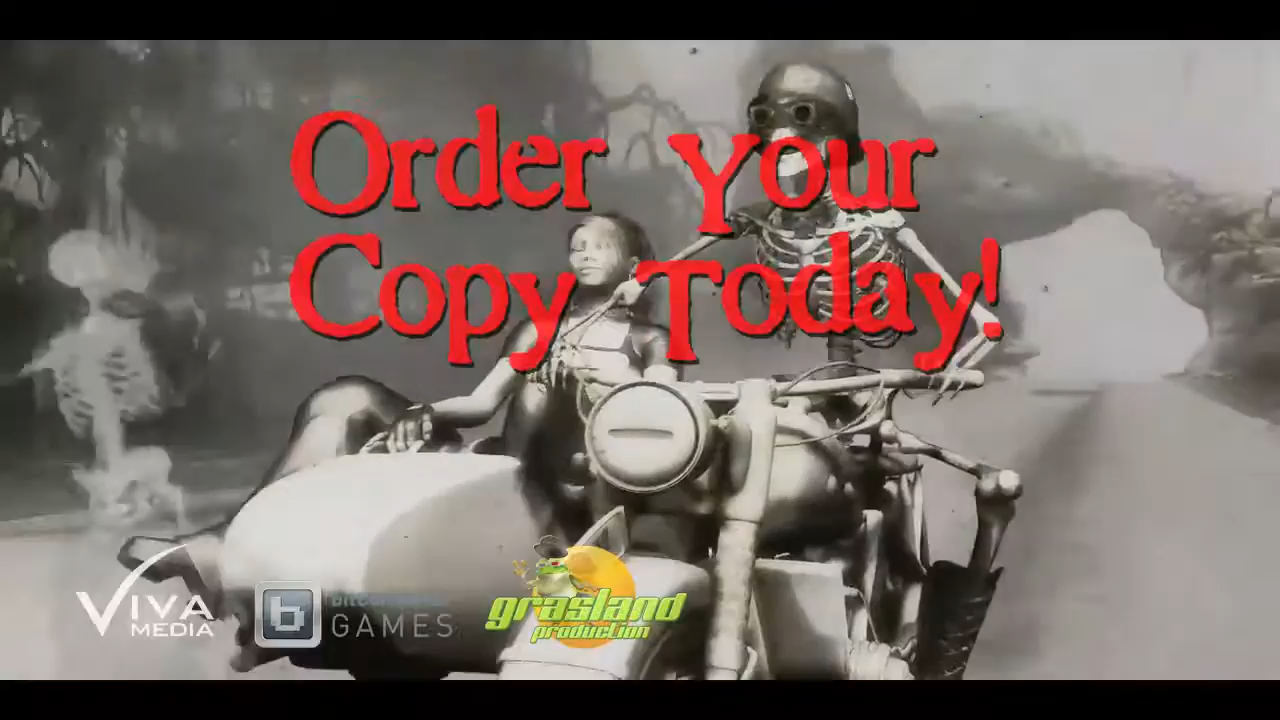 Order Your
Copy Today!
VIVA
MEDIA
b
GAMES
grasland
production